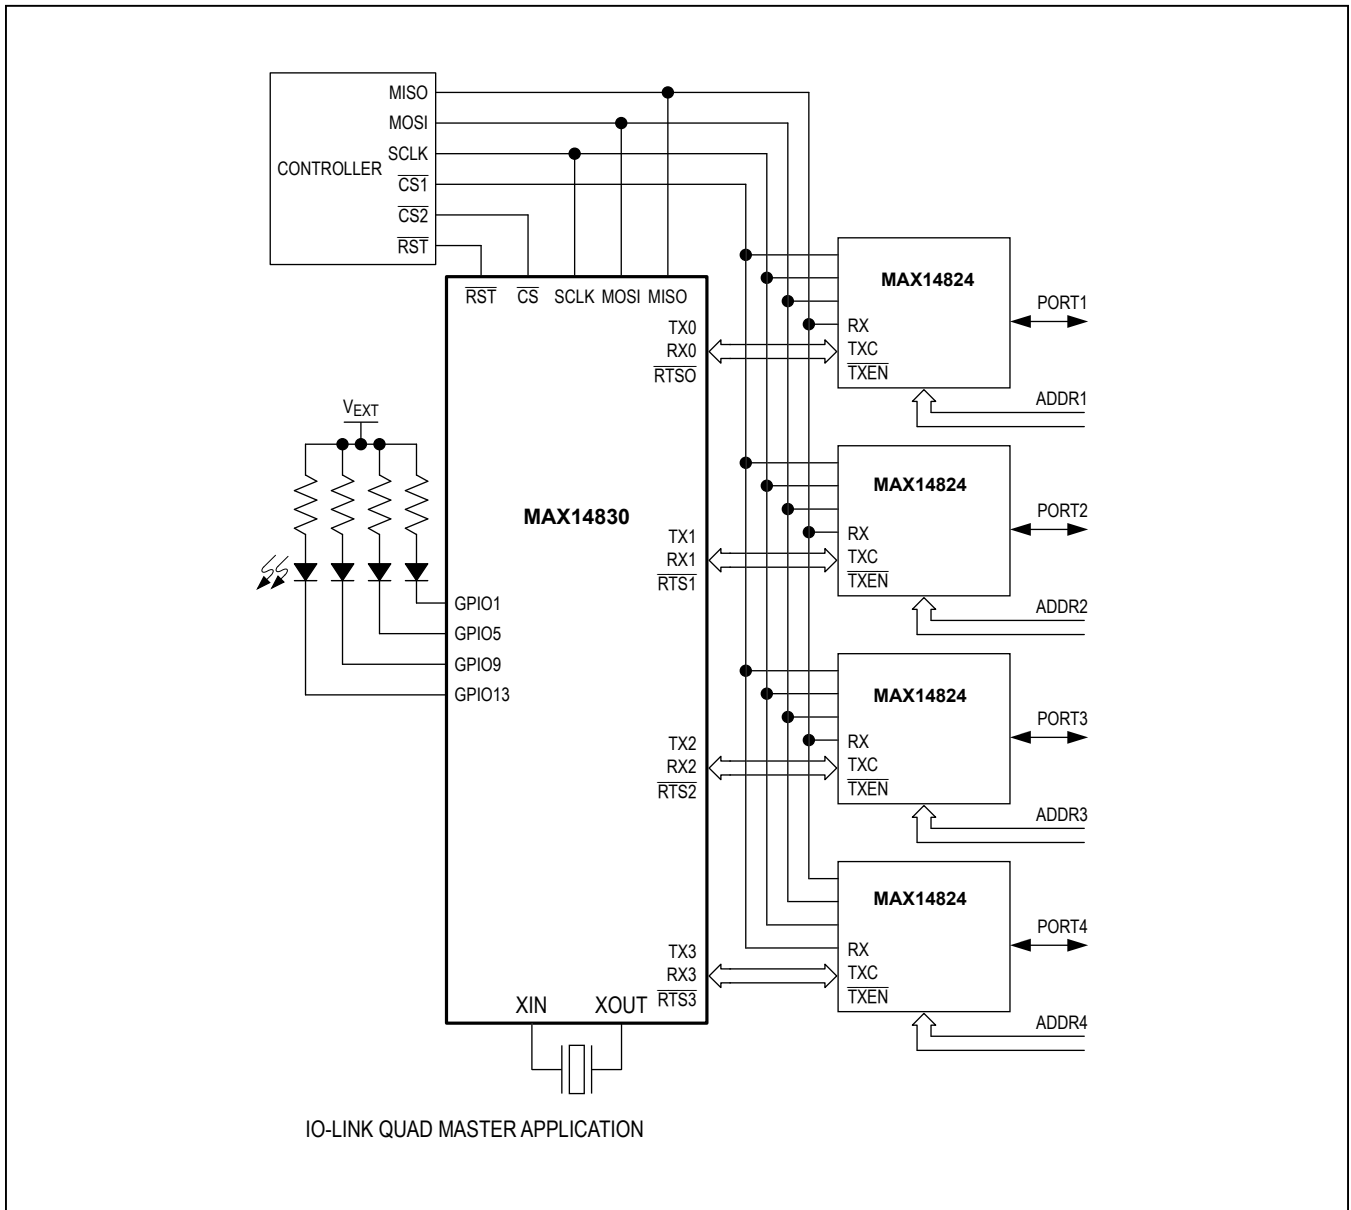 MISO
MOSI
SCLK
CONTROLLER
CS1
CS2
RST
RST CS SCLK MOSI MISO
MAX14830
TX0
RX0
RTSO
TX1
RX1
RTS1
TX2
RX2
RTS2
TX3
RX3
RTS3
XIN XOUT
VEXT
GPIO1
GPIO5
GPIO9
GPIO13
MAX14824
RX
TXC
TXEN
PORT1
ADDR1
MAX14824
RX
TXC
TXEN
PORT2
ADDR2
MAX14824
RX
TXC
TXEN
PORT3
ADDR3
MAX14824
RX
TXC
TXEN
PORT4
ADDR4
IO-LINK QUAD MASTER APPLICATION